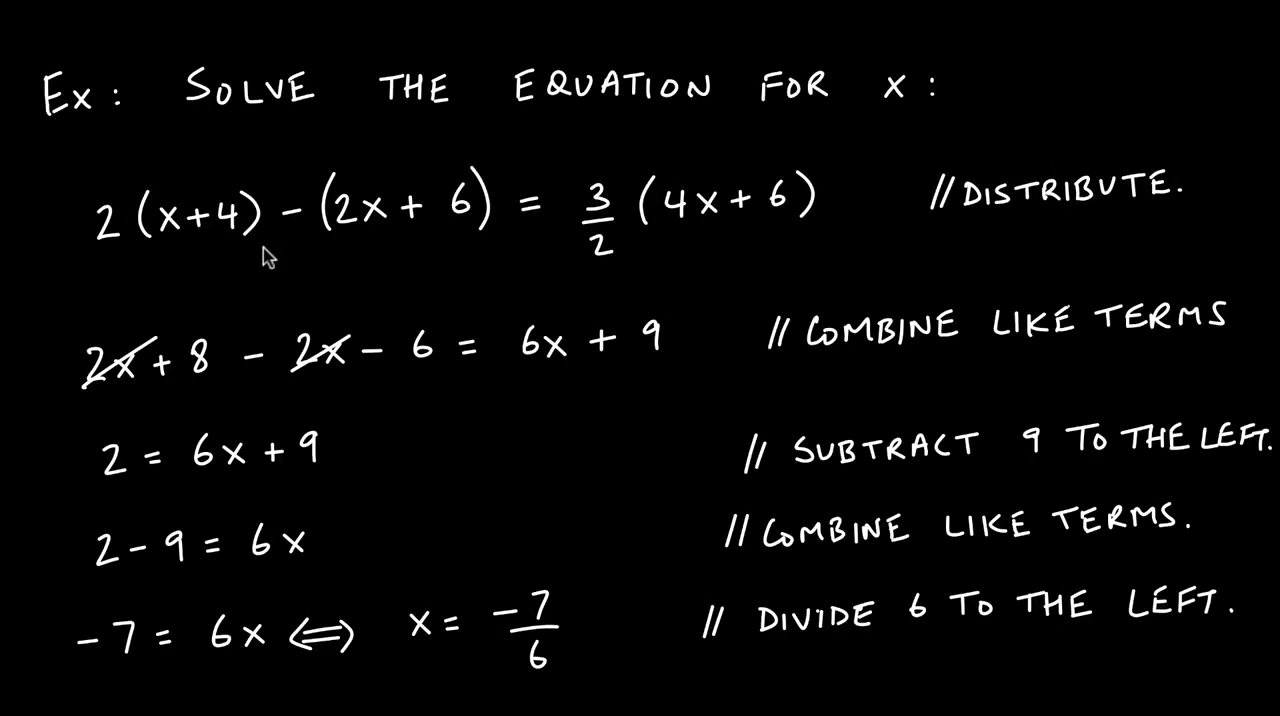 Ex: SOLVE THE EQUATION FOR x:
2(x+4) - (2x + 6) = 3/2 (4x + 6) // DISTRIBUTE.
2x + 8 - 2x - 6 = 6x + 9 // COMBINE LIKE TERMS
2 = 6x + 9 // SUBTRACT 9 TO THE LEFT.
2 - 9 = 6x // COMBINE LIKE TERMS.
-7 = 6x ⟺ x = -7/6 // DIVIDE 6 TO THE LEFT.